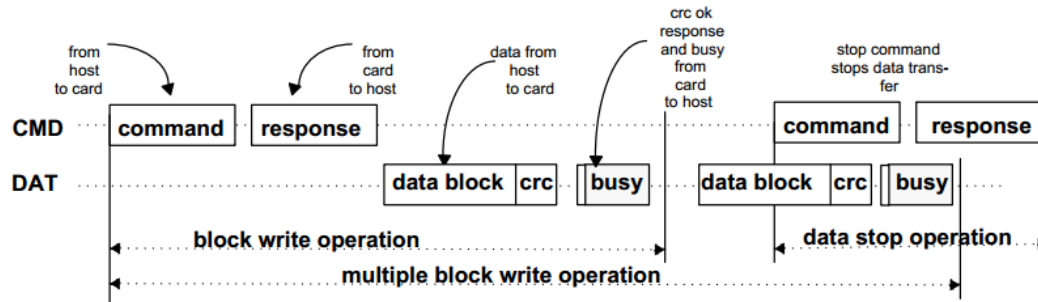 from
host
to card
from
card
to host
data from
host
to card
crc ok
response
and busy
from
card
to host
stop command
stops data trans-
fer
CMD
command
response
command
response
DAT
data block
crc
busy
data block
crc
busy
block write operation
data stop operation
multiple block write operation